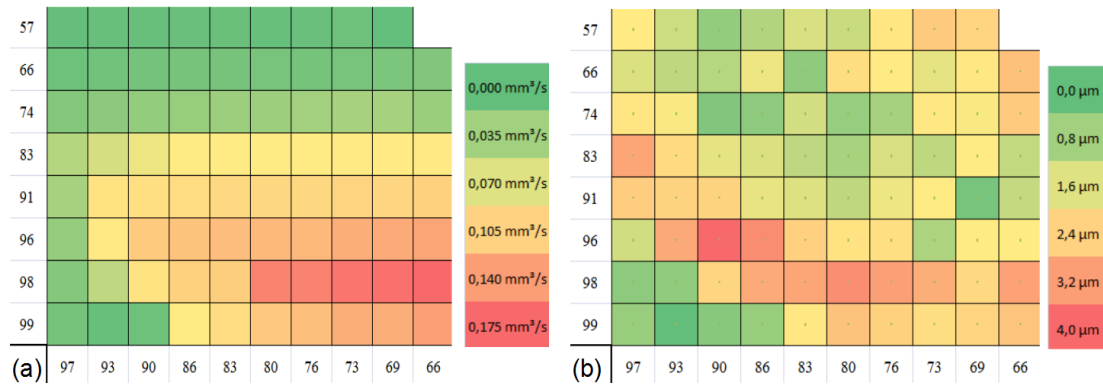 57
66
74
83
91
96
98
99
97 93 90 86 83 80 76 73 69 66
0,000 mm³/s
0,035 mm³/s
0,070 mm³/s
0,105 mm³/s
0,140 mm³/s
0,175 mm³/s
(a)
57
66
74
83
91
96
98
99
97 93 90 86 83 80 76 73 69 66
0,0 µm
0,8 µm
1,6 µm
2,4 µm
3,2 µm
4,0 µm
(b)